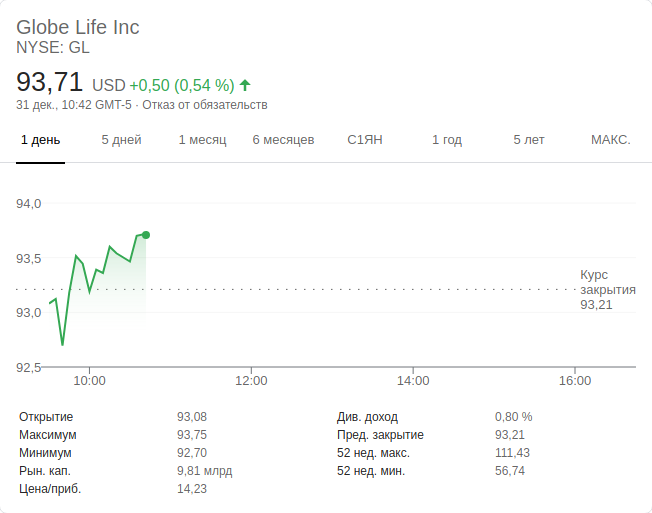 Globe Life Inc
NYSE: GL
93,71 USD +0,50 (0,54 %)
31 дек., 10:42 GMT-5 · Отказ от обязательств
1 день 5 дней 1 месяц 6 месяцев С1ЯН 1 год 5 лет МАКС.
94,0
93,5
93,0
92,5
Курс
закрытия
93,21
10:00 12:00 14:00 16:00
Открытие 93,08 Див. доход 0,80 %
Максимум 93,75 Пред. закрытие 93,21
Минимум 92,70 52 нед. макс. 111,43
Рын. кап. 9,81 млрд 52 нед. мин. 56,74
Цена/приб. 14,23